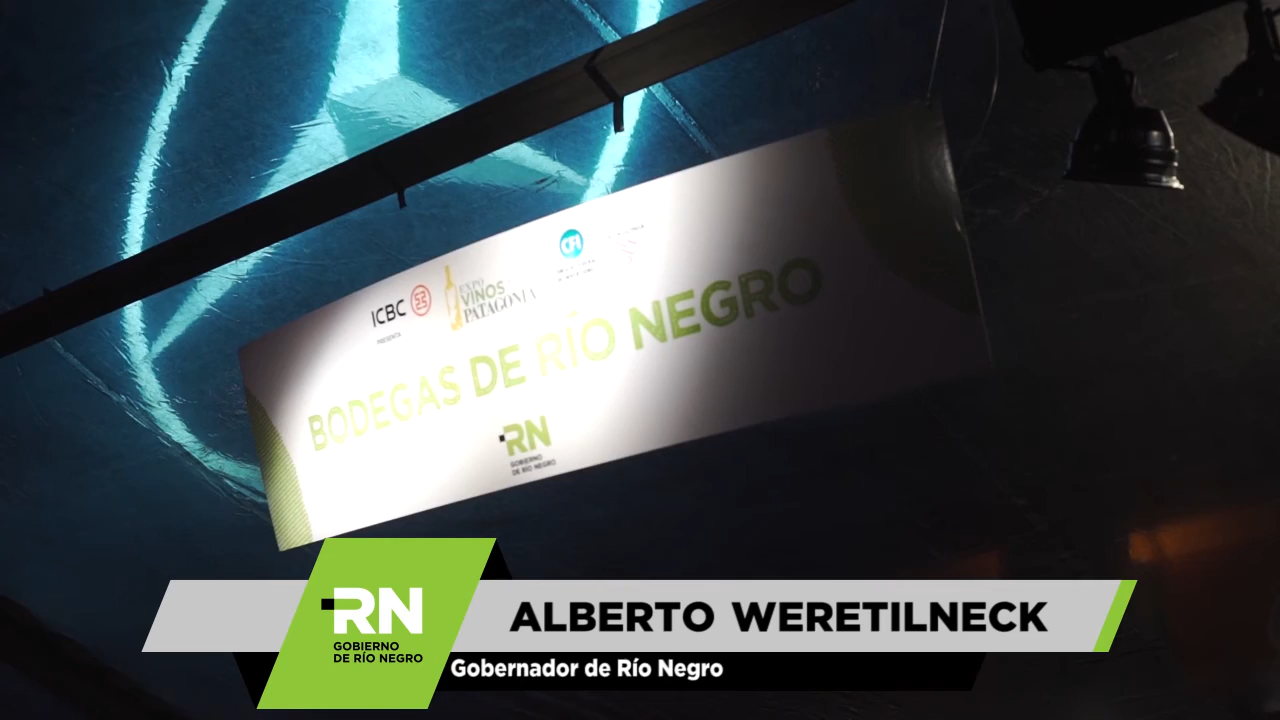 ICBC
PRESENTA
EXPO
VINOS
PATAGONIA
CFI
BODEGAS DE RÍO NEGRO
RN
GOBIERNO
DE RÍO NEGRO
RN
GOBIERNO
DE RÍO NEGRO
ALBERTO WERETILNECK
Gobernador de Río Negro